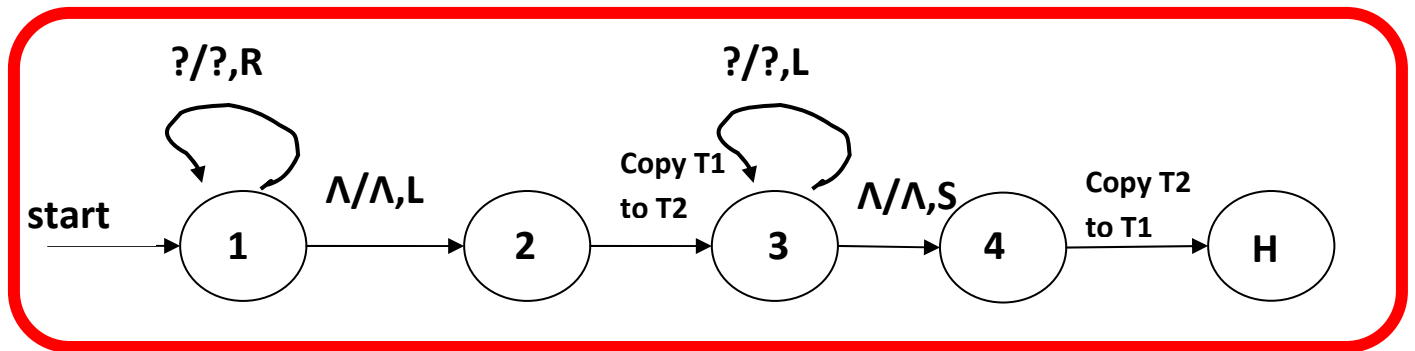 ?/?,R
?/?,L
start
1
Λ/Λ,L
2
Copy T1
to T2
3
Λ/Λ,S
4
Copy T2
to T1
H